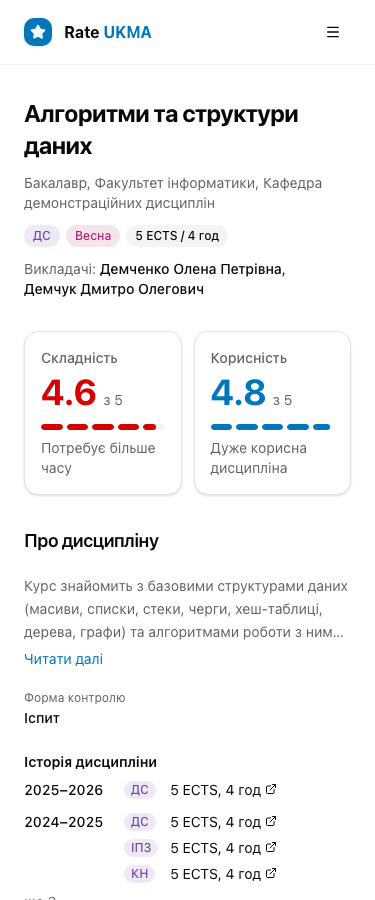 Rate UKMA
Алгоритми та структури
даних
Бакалавр, Факультет інформатики, Кафедра
демонстраційних дисциплін
ДС Весна 5 ECTS / 4 год
Викладачі: Демченко Олена Петрівна,
Демчук Дмитро Олегович
Складність
4.6 з 5
Потребує більше
часу
Корисність
4.8 з 5
Дуже корисна
дисципліна
Про дисципліну
Курс знайомить з базовими структурами даних
(масиви, списки, стеки, черги, хеш-таблиці,
дерева, графи) та алгоритмами роботи з ним...
Читати далі
Форма контролю
Іспит
Історія дисципліни
2025–2026 ДС 5 ECTS, 4 год
2024–2025 ДС 5 ECTS, 4 год
ІПЗ 5 ECTS, 4 год
КН 5 ECTS, 4 год